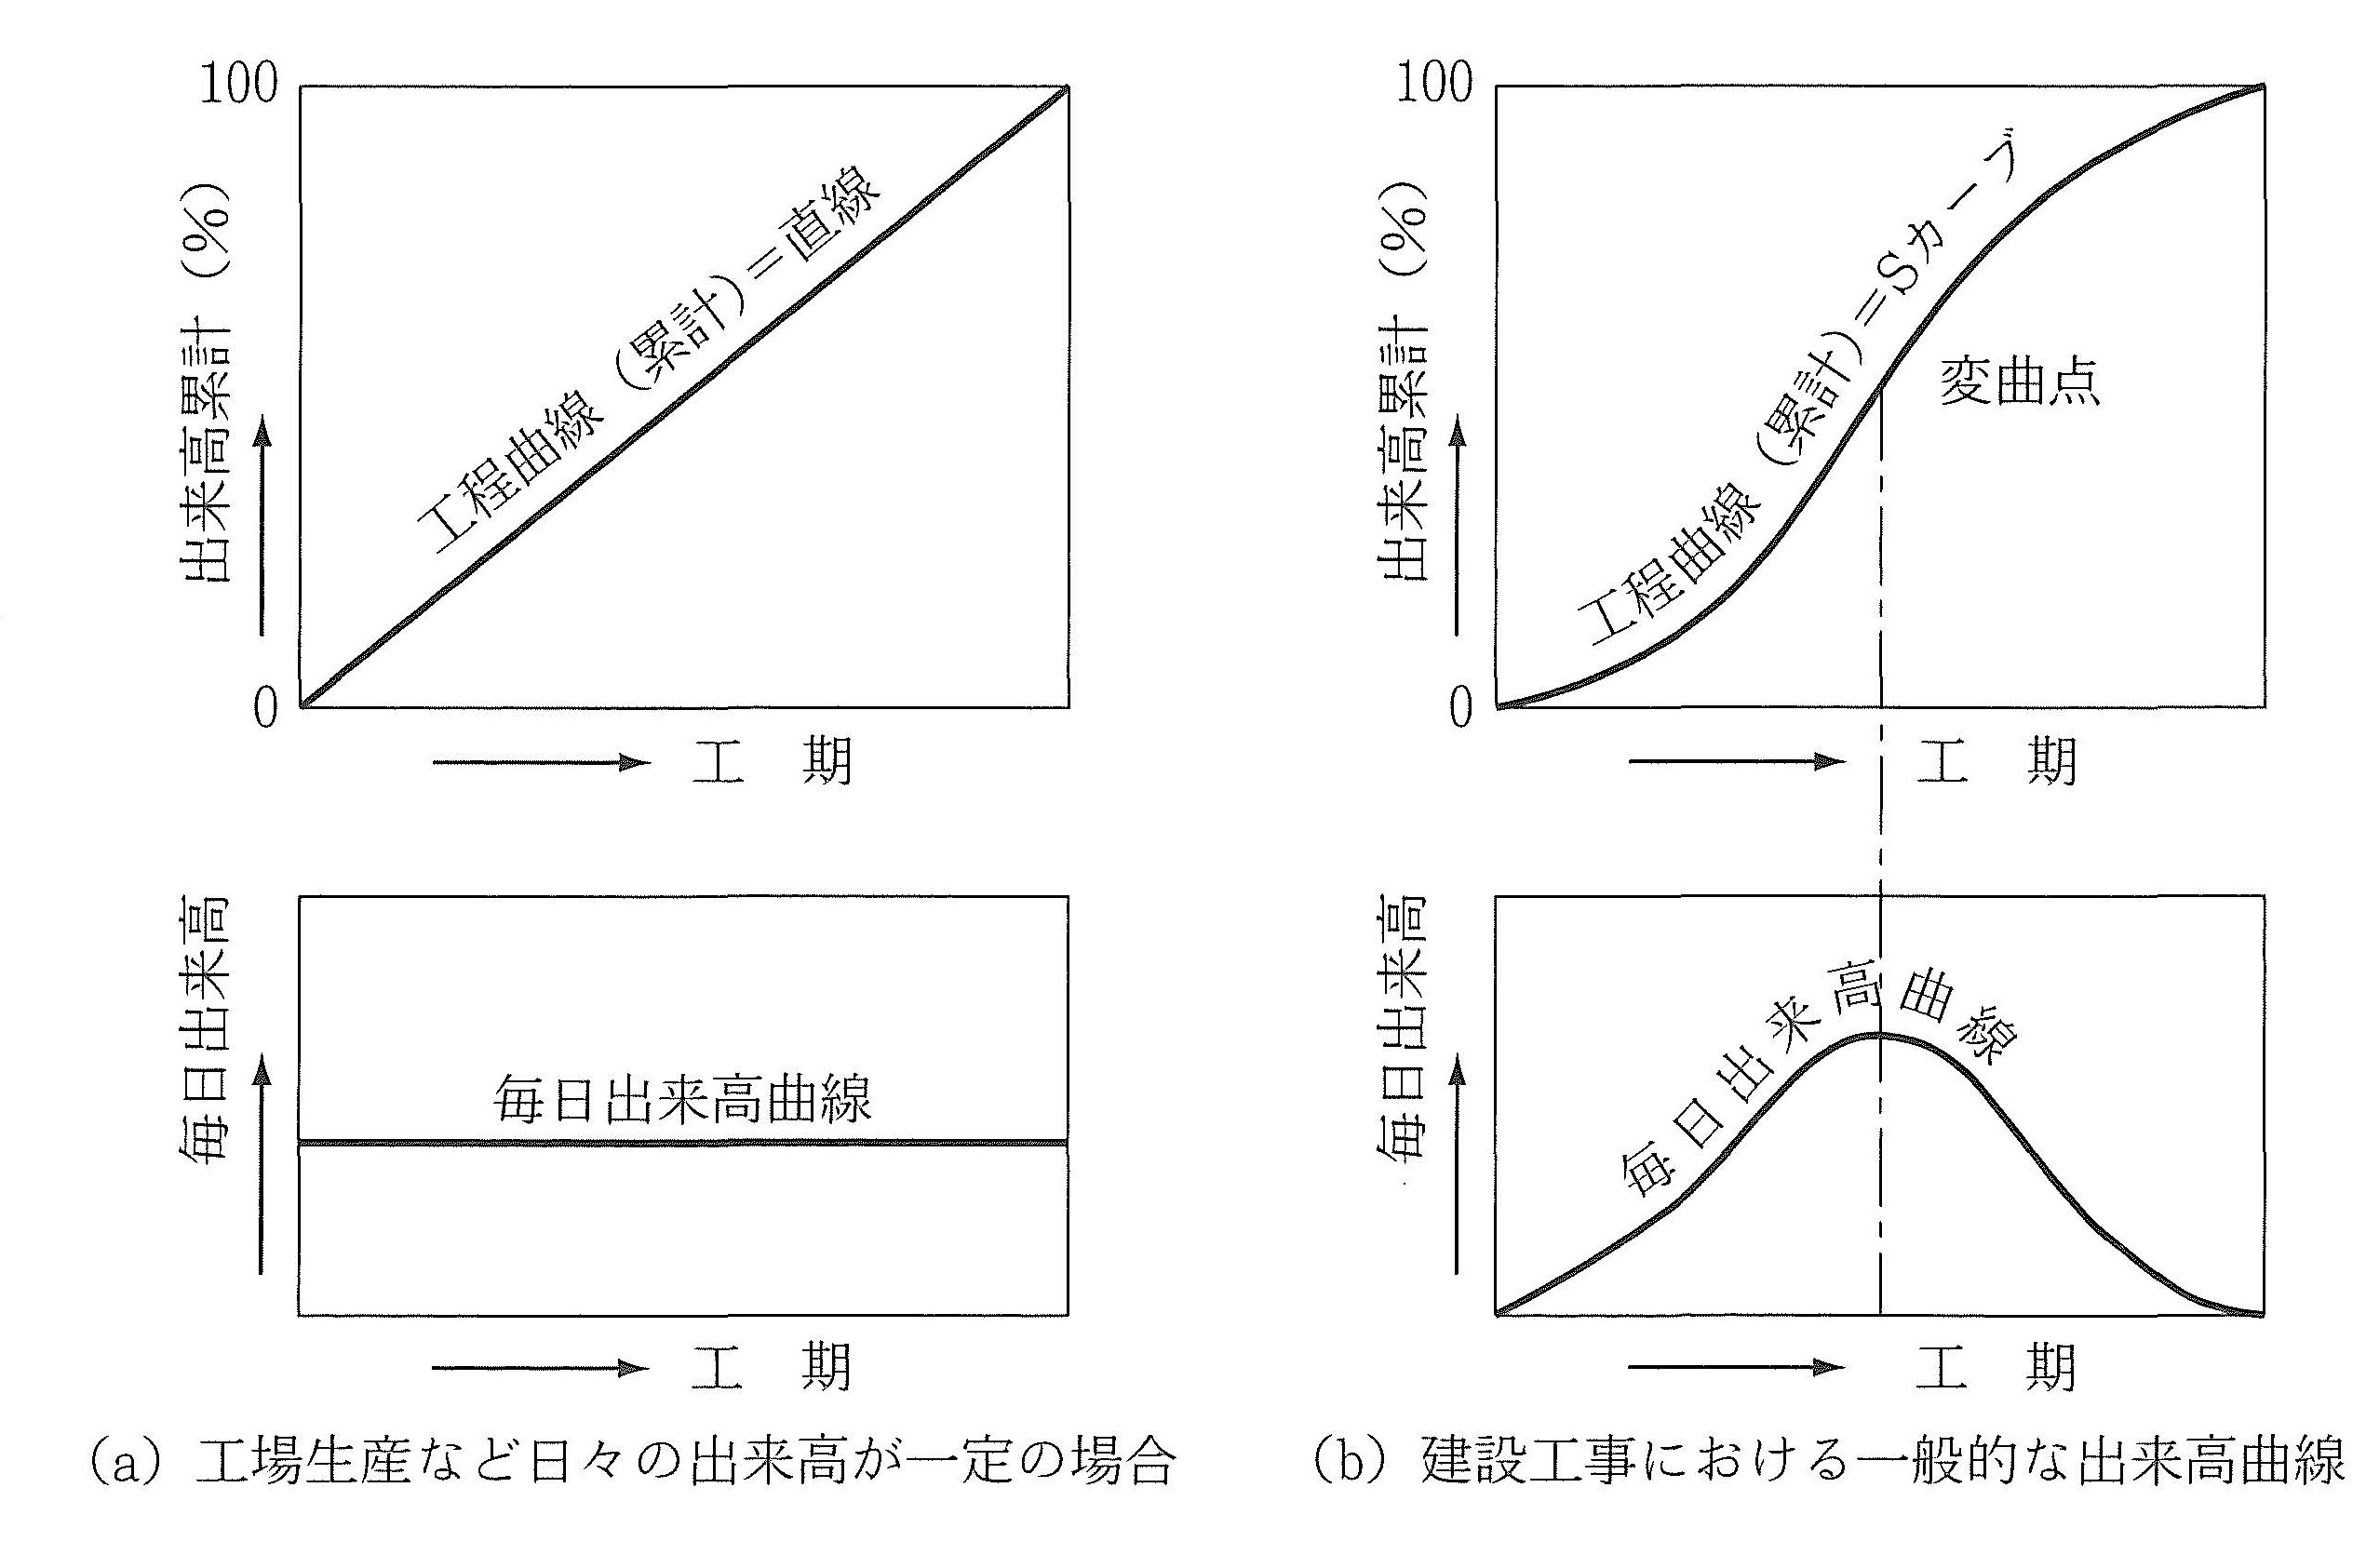 100
出来高累計（%）
工程曲線（累計）＝直線
0
工　期
毎日出来高
毎日出来高曲線
工　期
(a) 工場生産など日々の出来高が一定の場合
100
出来高累計（%）
工程曲線（累計）＝Sカーブ
変曲点
0
工　期
毎日出来高
毎日出来高曲線
工　期
(b) 建設工事における一般的な出来高曲線